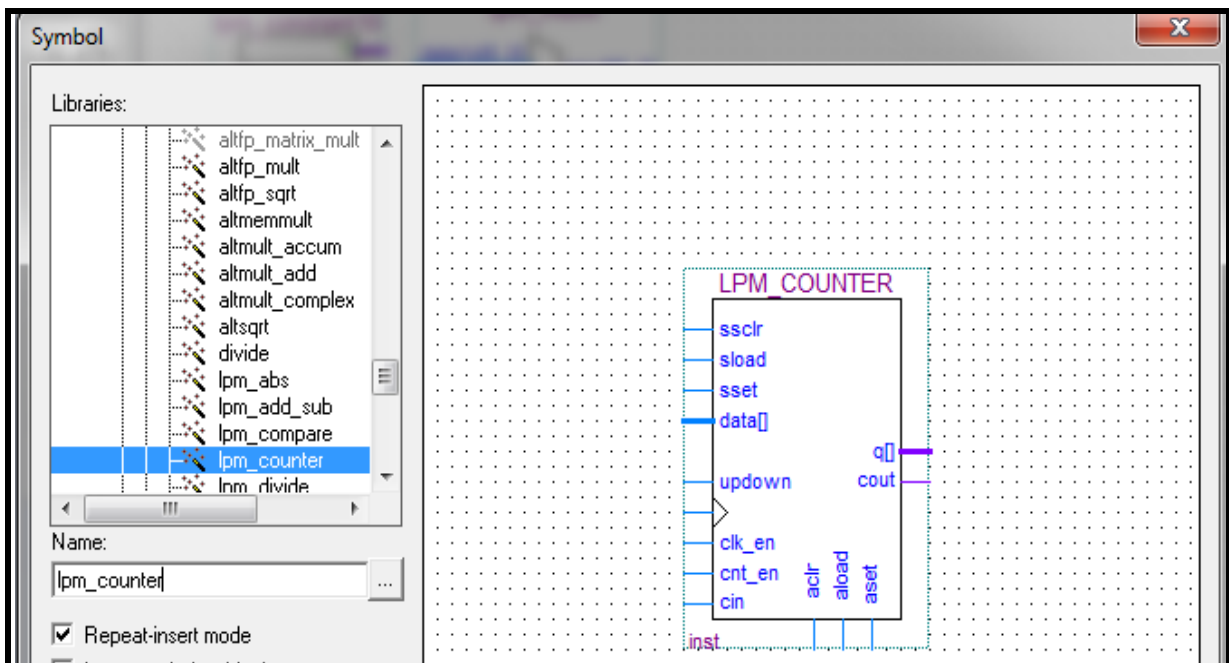 Symbol
X
Libraries:
altfp_matrix_mult
altfp_mult
altfp_sqrt
altmemmult
altmult_accum
altmult_add
altmult_complex
altsqrt
divide
lpm_abs
lpm_add_sub
lpm_compare
lpm_counter
lpm_divide
Name:
lpm_counter
...
Repeat-insert mode
LPM_COUNTER
ssclr
sload
sset
data[]
q[]
updown
cout
clk_en
cnt_en
cin
aclr
aload
aset
inst